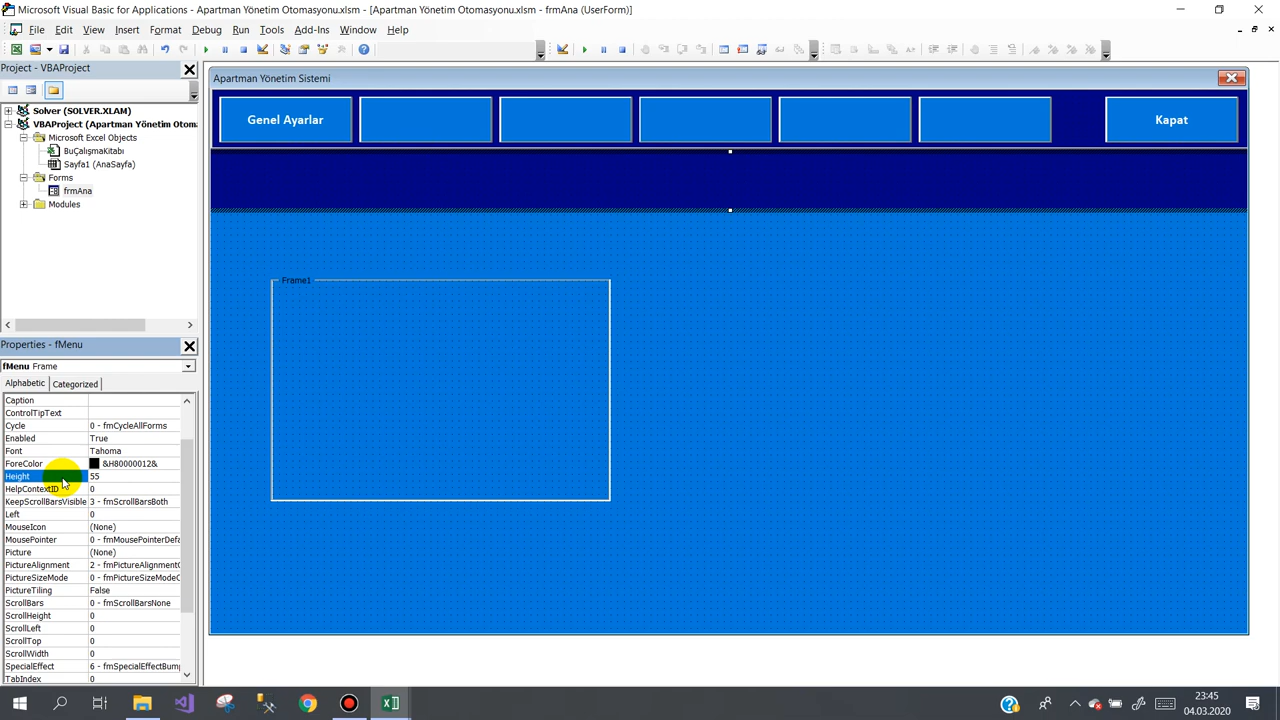 Microsoft Visual Basic for Applications - Apartman Yönetim Otomasyonu.xlsm - [Apartman Yönetim Otomasyonu.xlsm - frmAna (UserForm)]
File Edit View Insert Format Debug Run Tools Add-Ins Window Help
Project - VBAProject
Solver (SOLVER.XLAM)
VBAProject (Apartman Yönetim Otoma
Microsoft Excel Objects
BuÇalışmaKitabı
Sayfa1 (AnaSayfa)
Forms
frmAna
Modules
Apartman Yönetim Sistemi
Genel Ayarlar
Kapat
Frame1
Properties - fMenu
fMenu Frame
Alphabetic Categorized
Caption
ControlTipText
Cycle 0 - fmCycleAllForms
Enabled True
Font Tahoma
ForeColor &H80000012&
Height 55
HelpContextID 0
KeepScrollBarsVisible 3 - fmScrollBarsBoth
Left 0
MouseIcon (None)
MousePointer 0 - fmMousePointerDefa
Picture (None)
PictureAlignment 2 - fmPictureAlignmentC
PictureSizeMode 0 - fmPictureSizeModeC
PictureTiling False
ScrollBars 0 - fmScrollBarsNone
ScrollHeight 0
ScrollLeft 0
ScrollTop 0
ScrollWidth 0
SpecialEffect 6 - fmSpecialEffectBump
TabIndex 0
23:45
04.03.2020